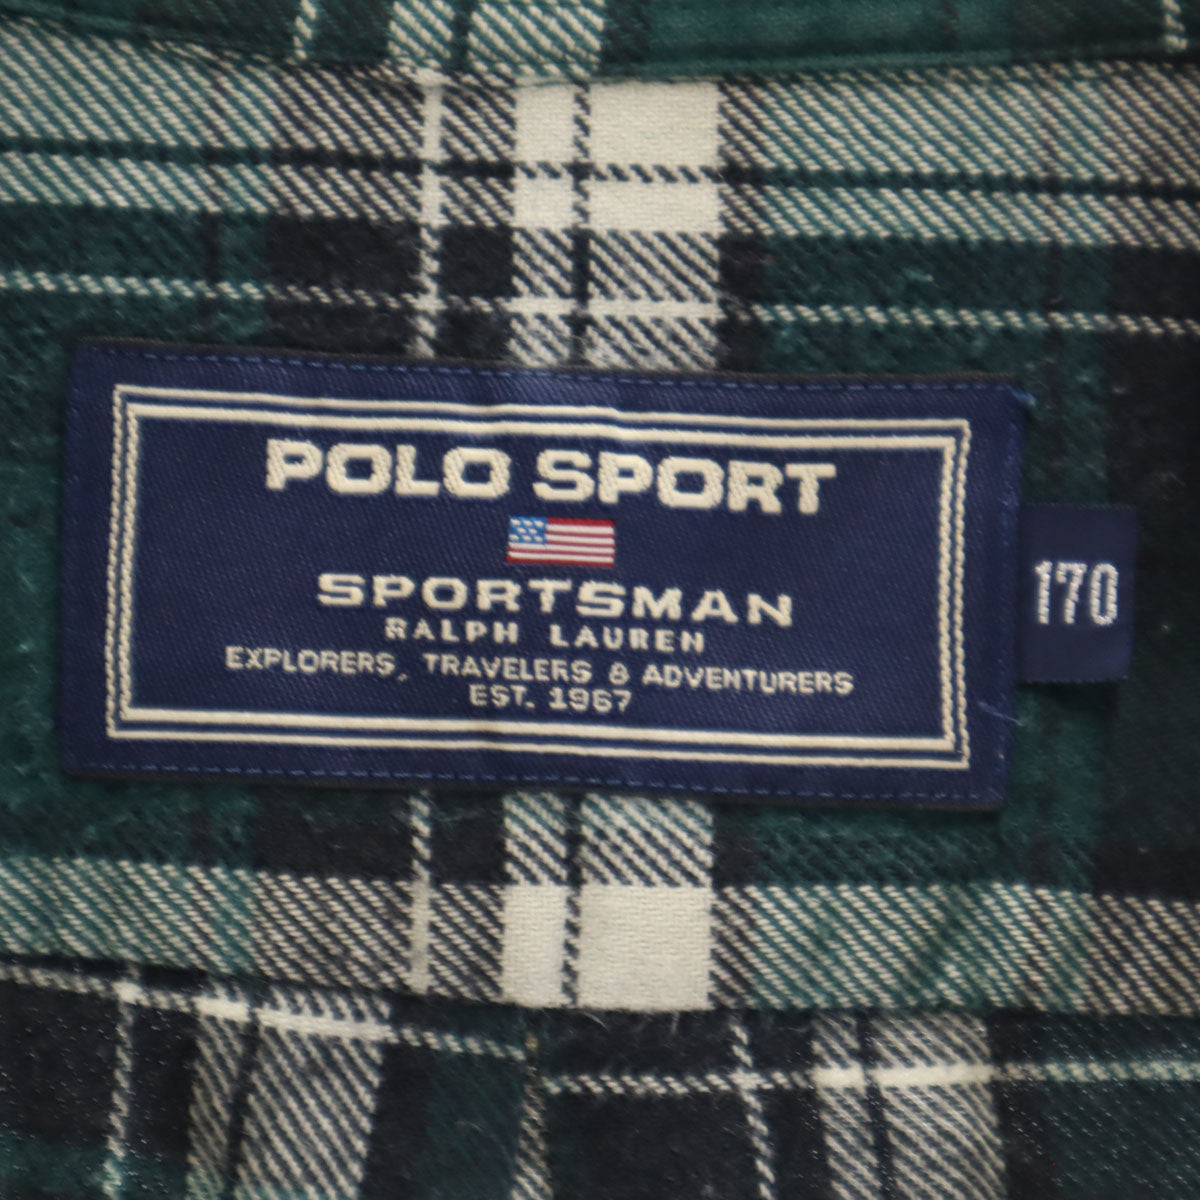 POLO SPORT
SPORTSMAN
RALPH LAUREN
EXPLORERS, TRAVELERS & ADVENTURERS
EST. 1967
170